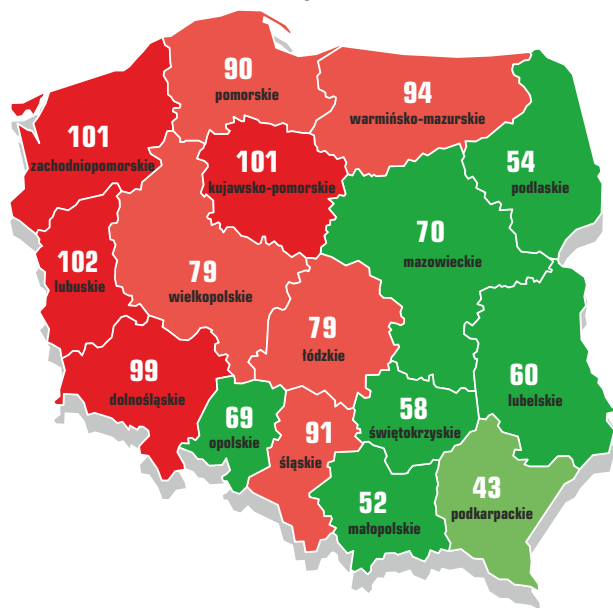 90
pomorskie
94
warmińsko-mazurskie
101
zachodniopomorskie
101
kujawsko-pomorskie
54
podlaskie
70
mazowieckie
102
lubuskie
79
wielkopolskie
79
łódzkie
99
dolnośląskie
60
lubelskie
69
opolskie
58
świętokrzyskie
91
śląskie
52
małopolskie
43
podkarpackie